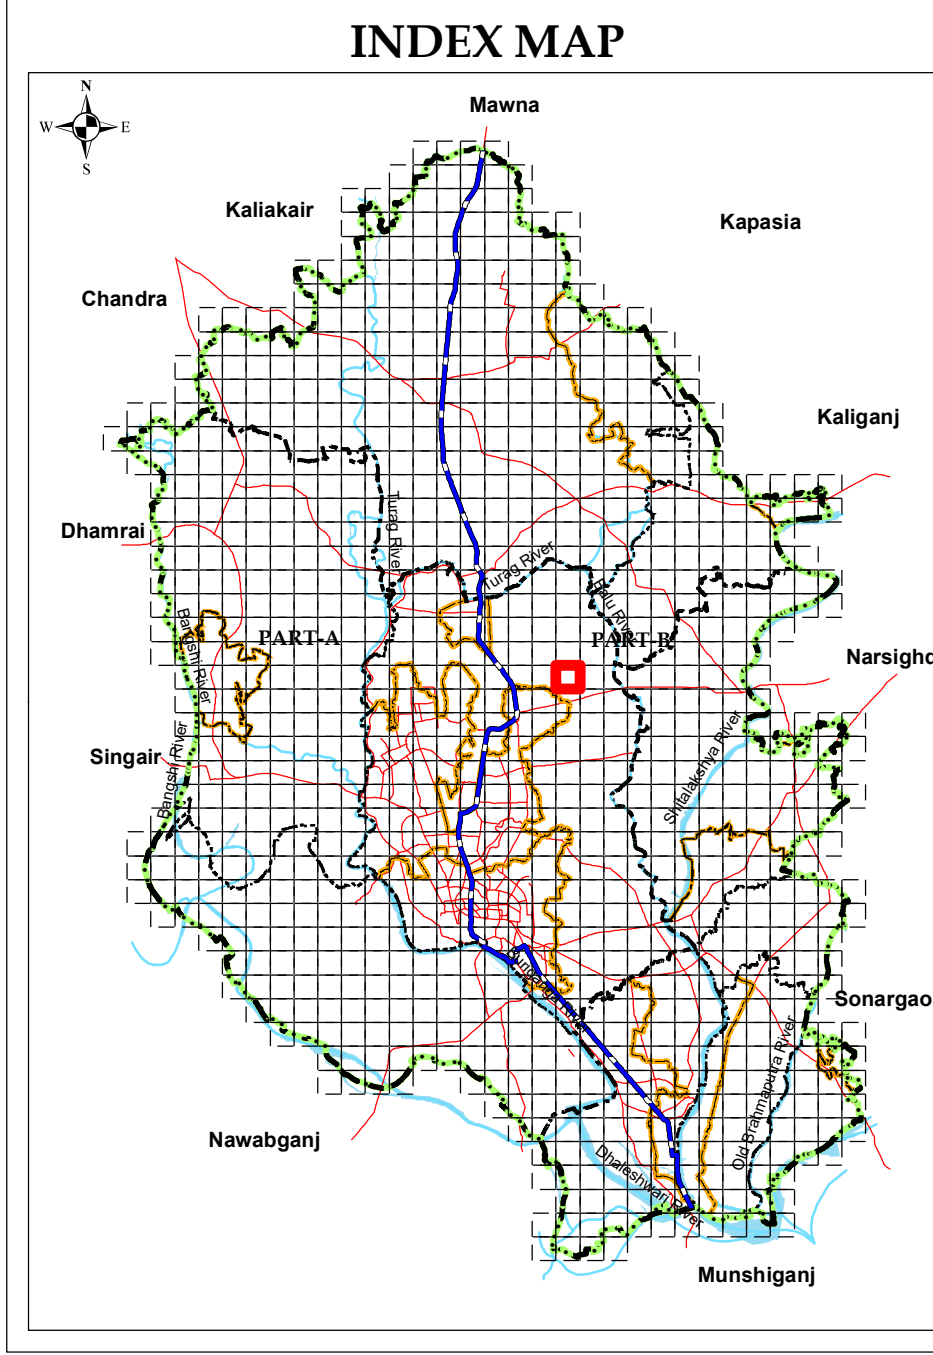 INDEX MAP
N
W E
S
Mawna
Kaliakair
Kapasia
Chandra
Kaliganj
Dhamrai
Turag River
Turag River
Balu River
Bangshi River
PART-A
PART-B
Narsighd
Singair
Bangshi River
Shitalakshya River
Buriganga River
Sonargao
Old Brahmaputra River
Nawabganj
Dhaleshwari River
Munshiganj